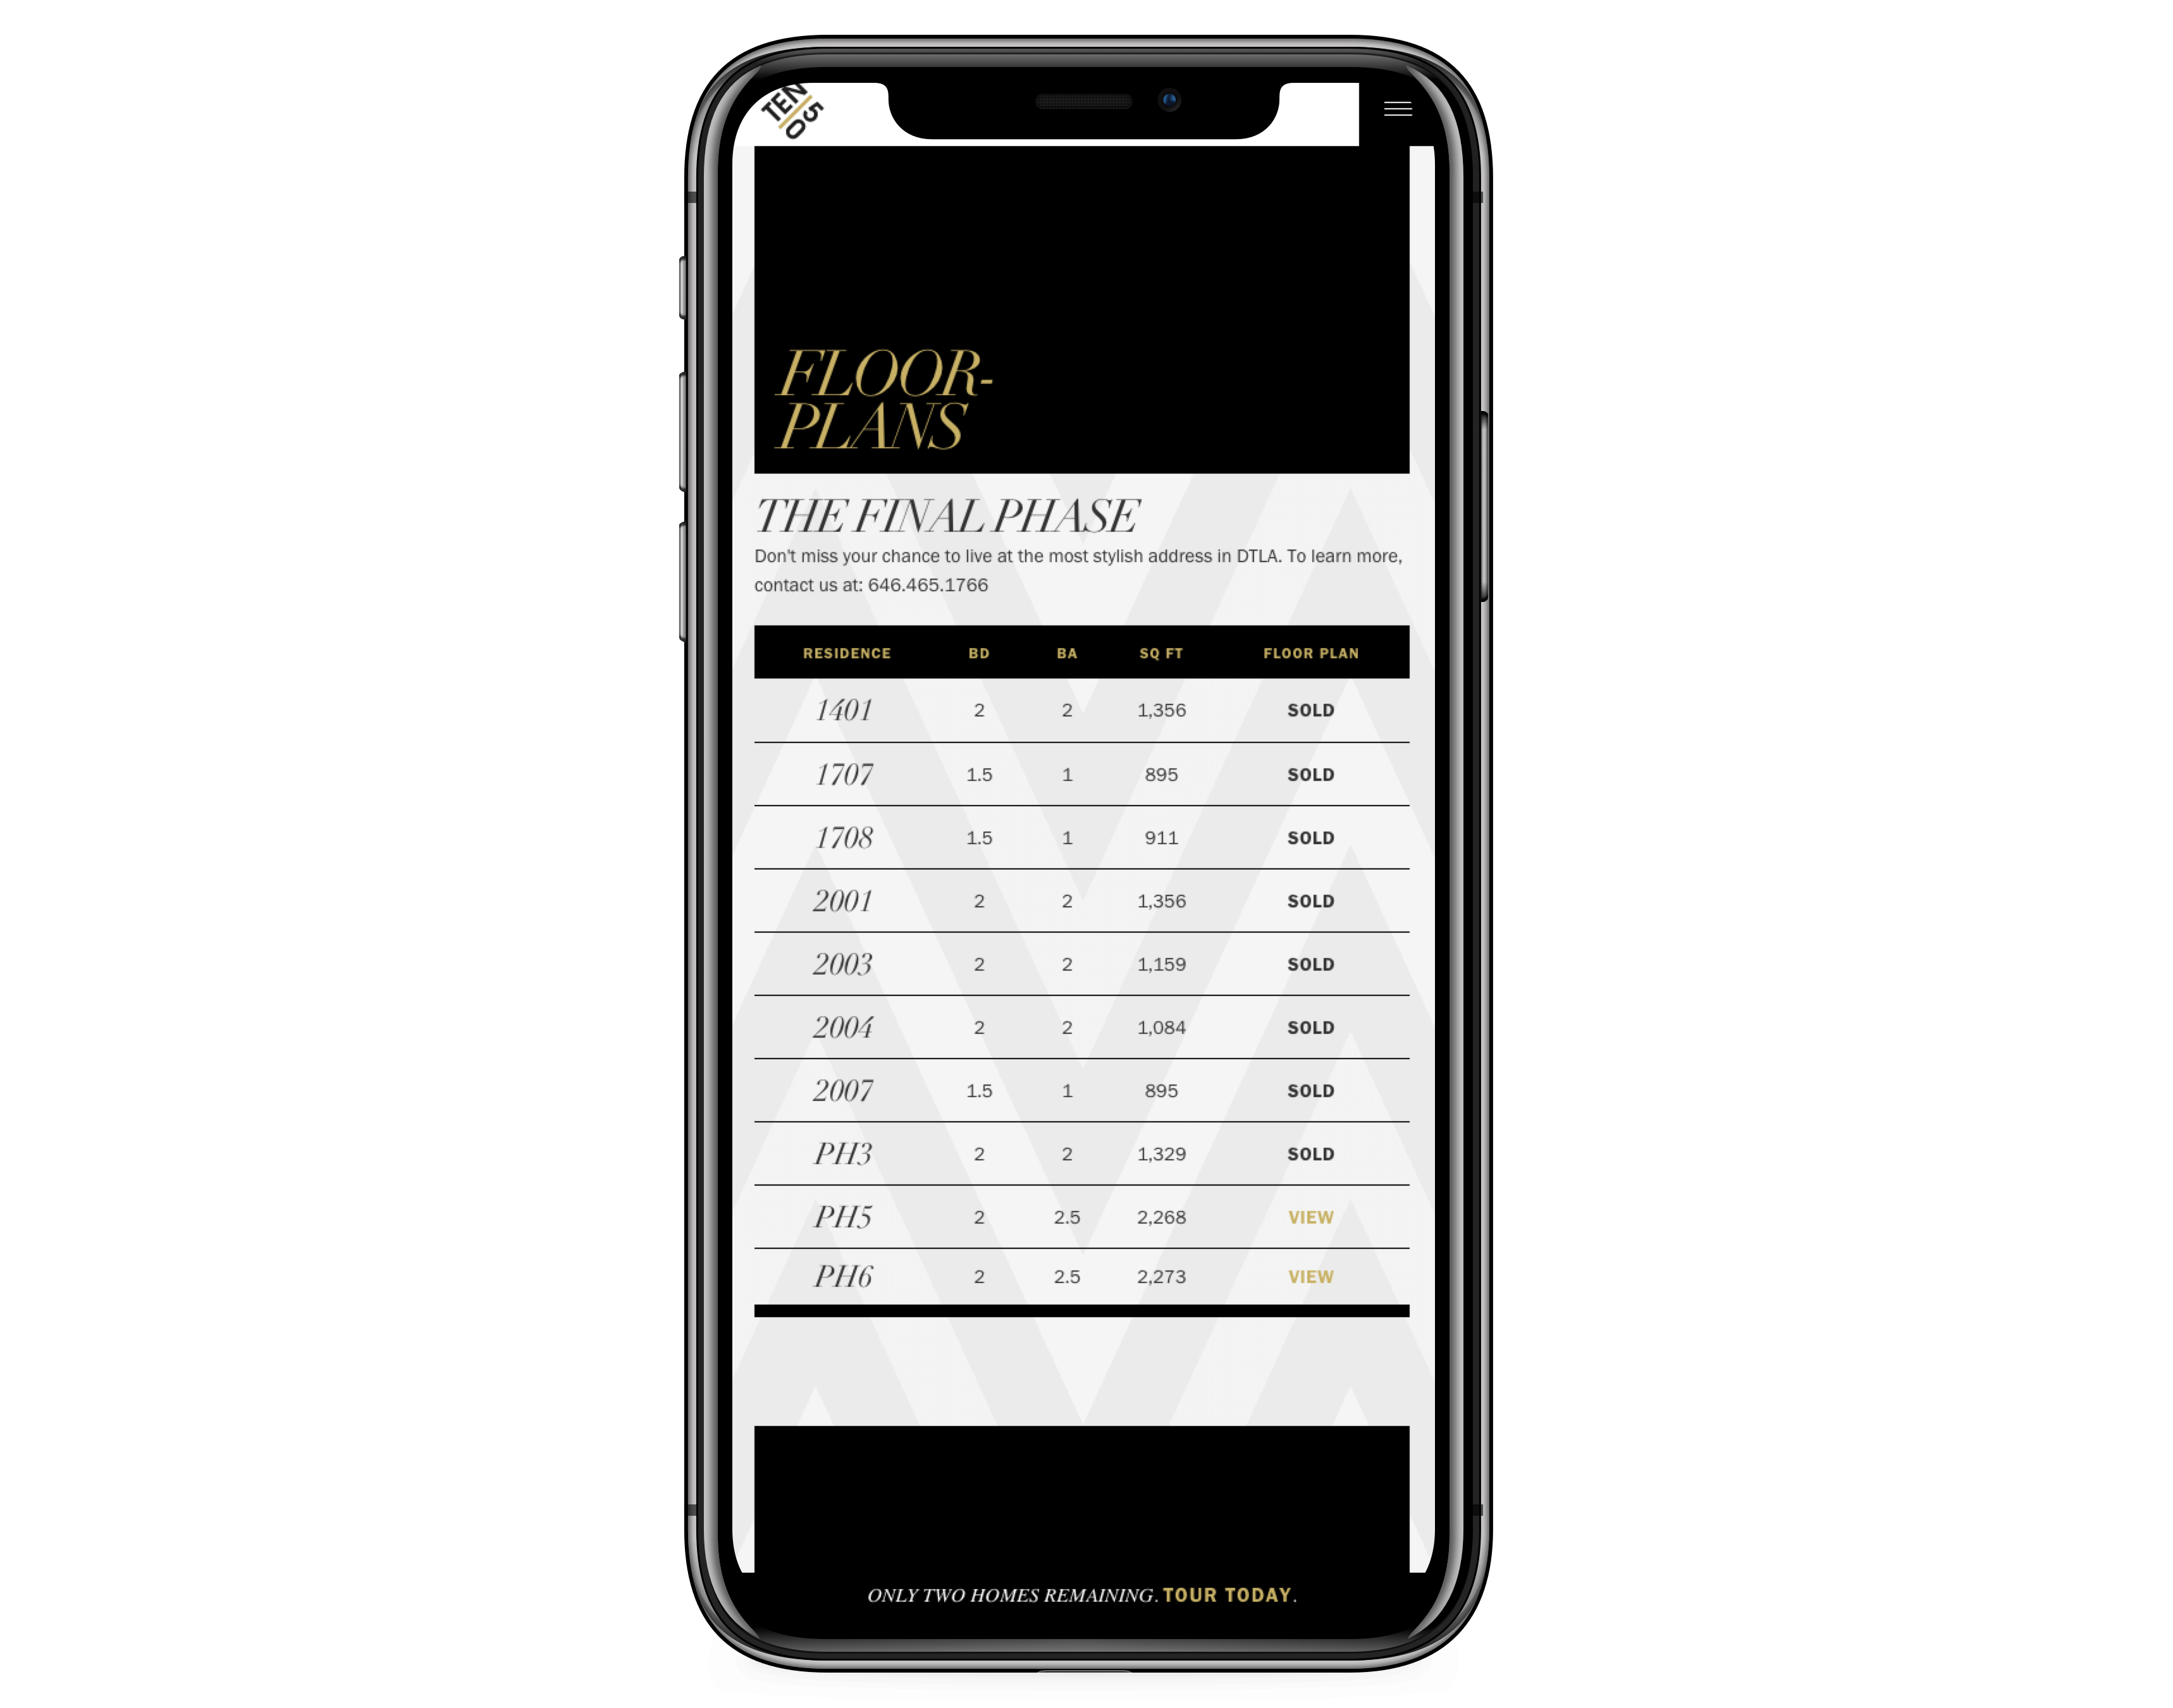 TEN
50
FLOOR-
PLANS
THE FINAL PHASE
Don't miss your chance to live at the most stylish address in DTLA. To learn more,
contact us at: 646.465.1766
RESIDENCE BD BA SQ FT FLOOR PLAN
1401 2 2 1,356 SOLD
1707 1.5 1 895 SOLD
1708 1.5 1 911 SOLD
2001 2 2 1,356 SOLD
2003 2 2 1,159 SOLD
2004 2 2 1,084 SOLD
2007 1.5 1 895 SOLD
PH3 2 2 1,329 SOLD
PH5 2 2.5 2,268 VIEW
PH6 2 2.5 2,273 VIEW
ONLY TWO HOMES REMAINING. TOUR TODAY.